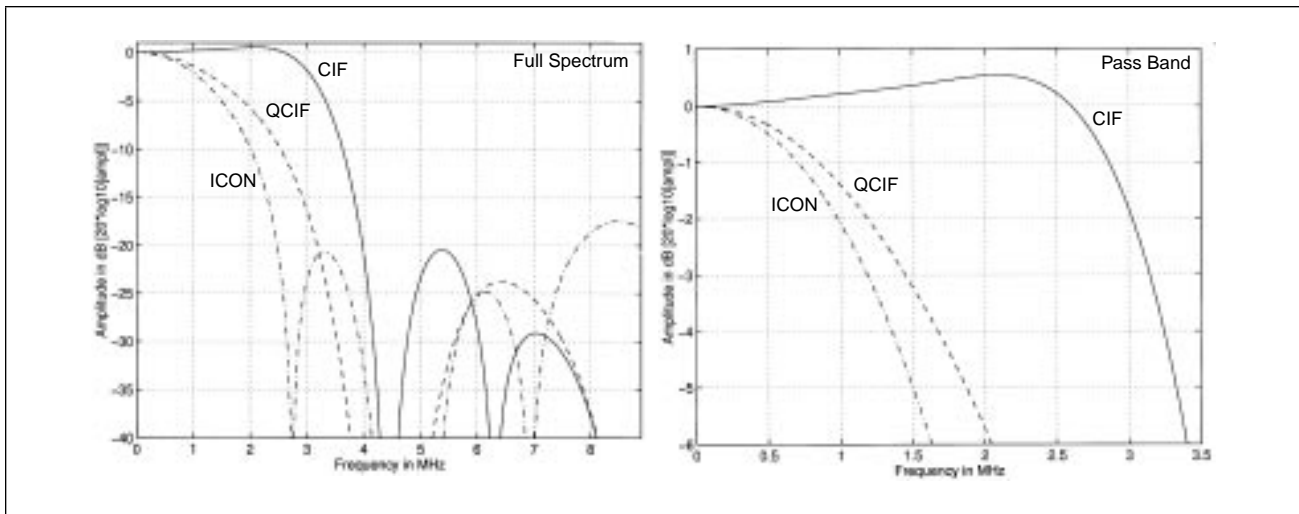 Full Spectrum
CIF
QCIF
ICON
0
−5
−10
−15
−20
−25
−30
−35
−40
0
1
2
3
4
5
6
7
8
Amplitude in dB [20*log10[ampl]]
Frequency in MHz
Pass Band
CIF
QCIF
ICON
1
0
−1
−2
−3
−4
−5
−6
0
0.5
1
1.5
2
2.5
3
3.5
Amplitude in dB [20*log10[ampl]]
Frequency in MHz